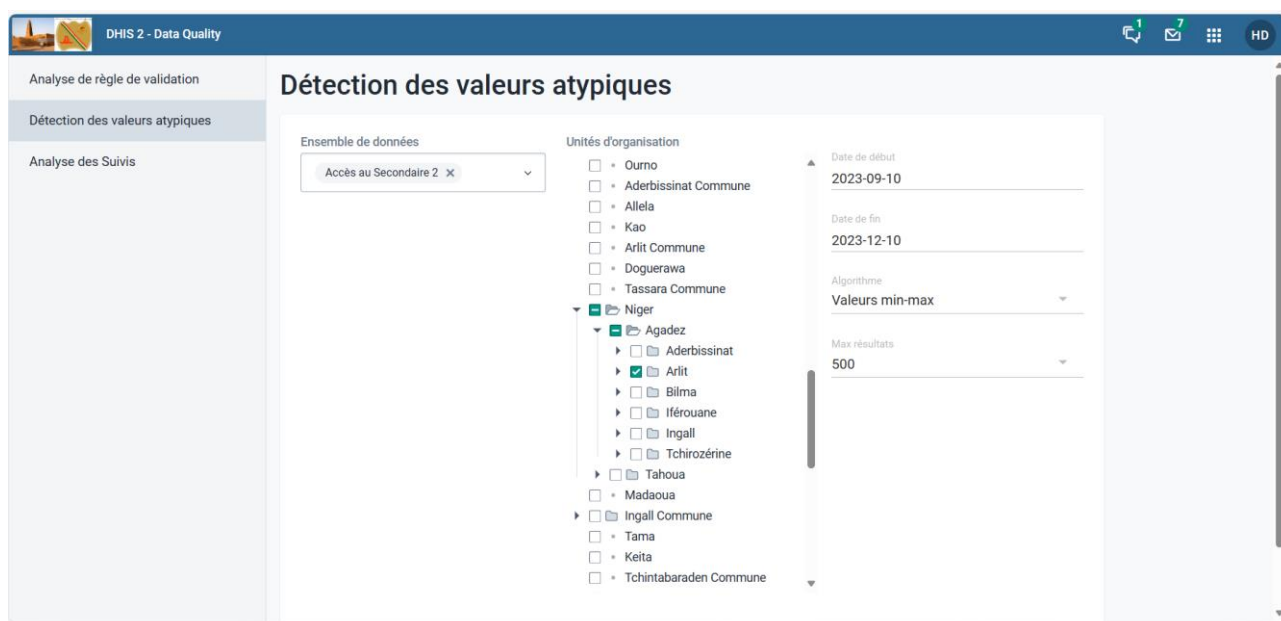 DHIS 2 - Data Quality
1
7
HD
Analyse de règle de validation
Détection des valeurs atypiques
Analyse des Suivis
Détection des valeurs atypiques
Ensemble de données
Accès au Secondaire 2
Unités d'organisation
Ourno
Aderbissinat Commune
Allela
Kao
Arlit Commune
Doguerawa
Tassara Commune
Niger
Agadez
Aderbissinat
Arlit
Bilma
Iférouane
Ingall
Tchirozérine
Tahoua
Madaoua
Ingall Commune
Tama
Keita
Tchintabaraden Commune
Date de début
2023-09-10
Date de fin
2023-12-10
Algorithme
Valeurs min-max
Max résultats
500